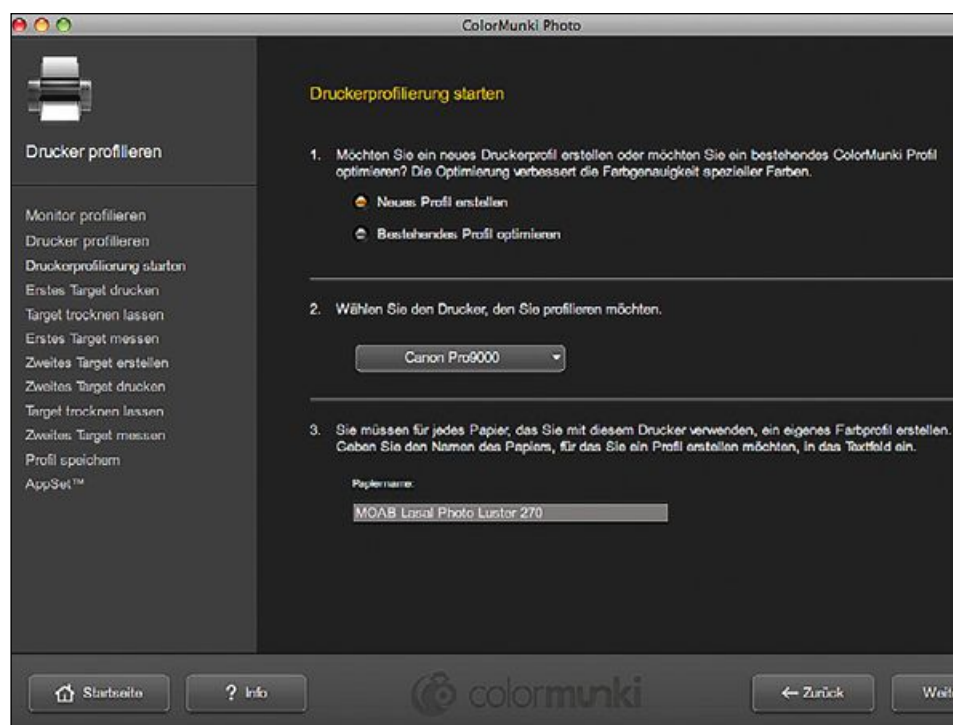 ColorMunki Photo
Drucker profilieren
Monitor profilieren
Drucker profilieren
Druckerprofilierung starten
Erstes Target drucken
Target trocknen lassen
Erstes Target messen
Zweites Target erstellen
Zweites Target drucken
Target trocknen lassen
Zweites Target messen
Profil speichern
AppSet™
Druckerprofilierung starten
1. Möchten Sie ein neues Druckerprofil erstellen oder möchten Sie ein bestehendes ColorMunki Profil
optimieren? Die Optimierung verbessert die Farbgenauigkeit spezieller Farben.
Neues Profil erstellen
Bestehendes Profil optimieren
2. Wählen Sie den Drucker, den Sie profilieren möchten.
Canon Pro9000
3. Sie müssen für jedes Papier, das Sie mit diesem Drucker verwenden, ein eigenes Farbprofil erstellen.
Geben Sie den Namen des Papiers, für das Sie ein Profil erstellen möchten, in das Textfeld ein.
Papiername:
MOAB Lasal Photo Luster 270
Startseite
? Info
colormunki
← Zurück
Weite